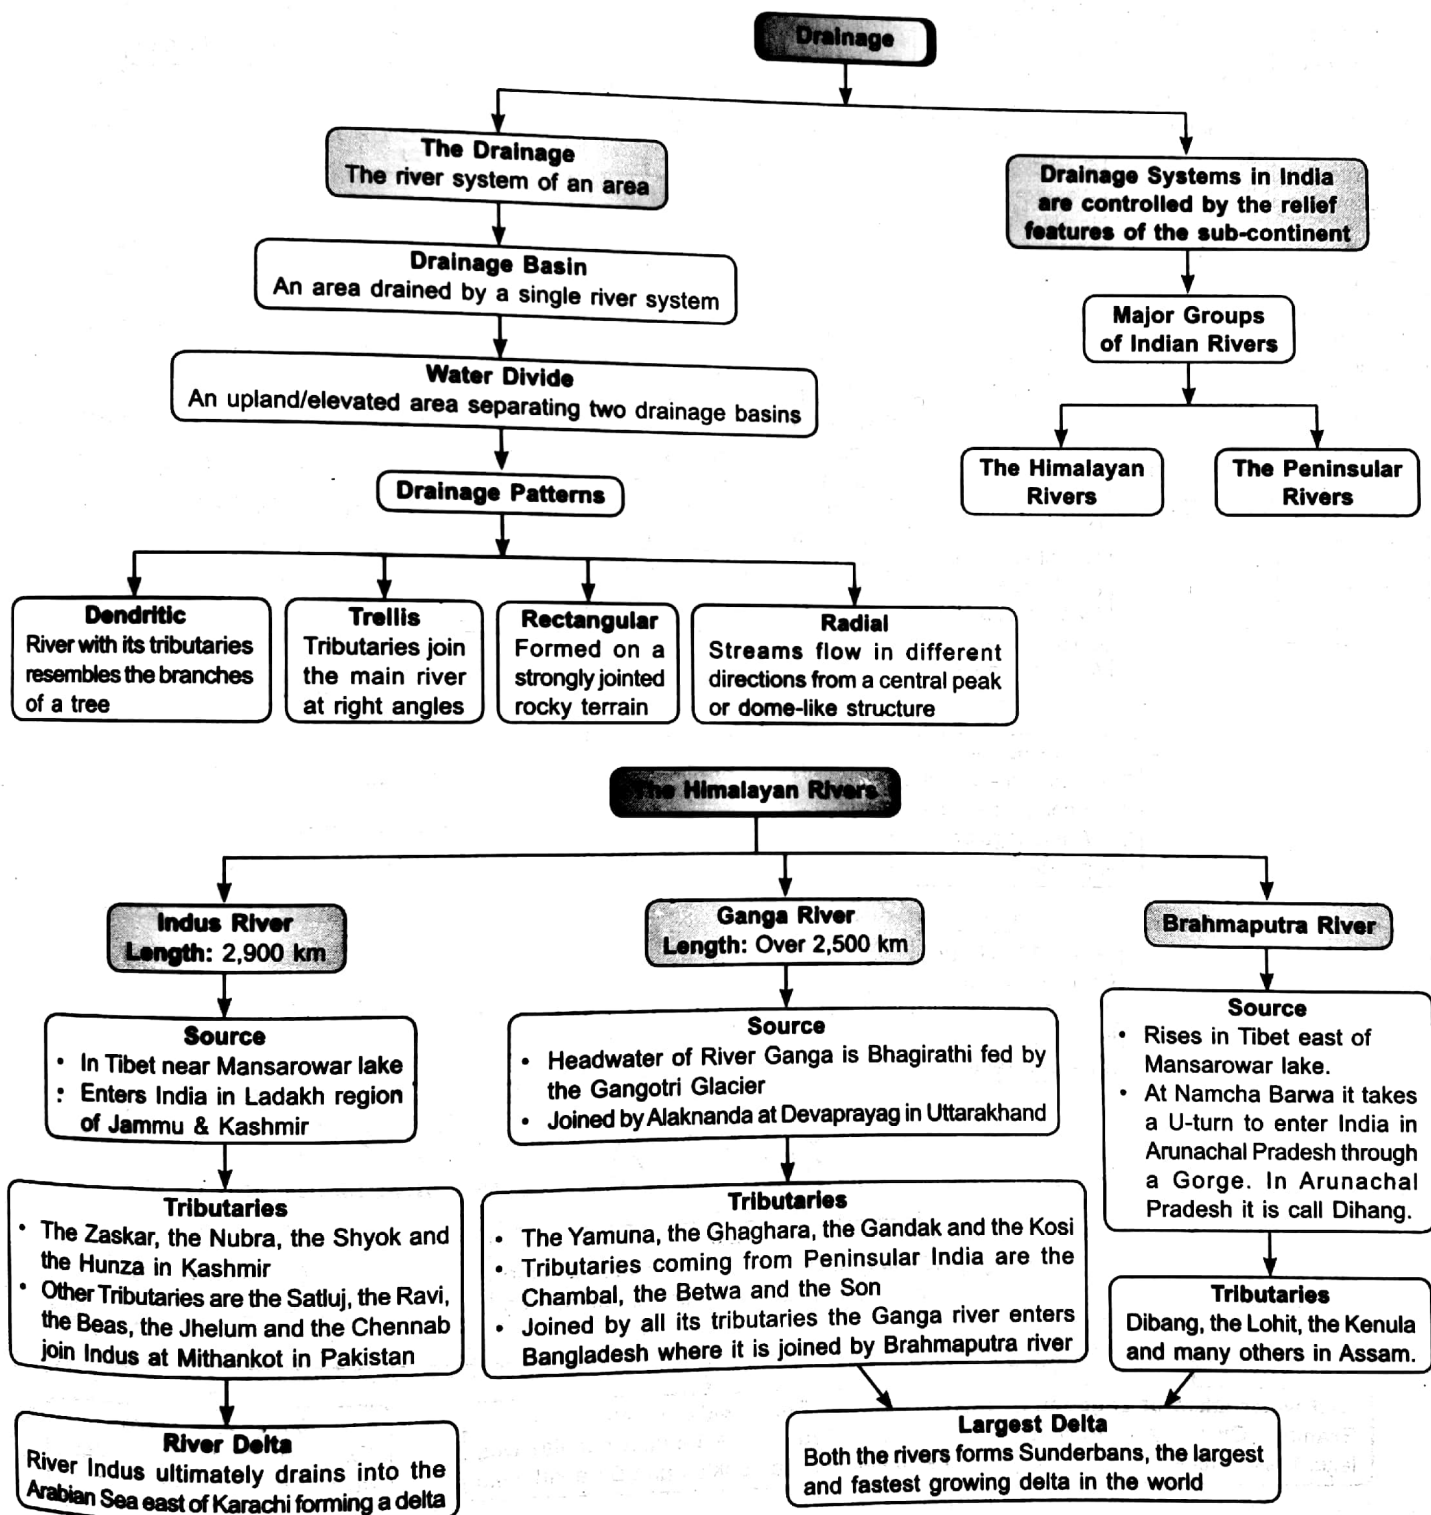 Drainage
The Drainage
The river system of an area
Drainage Basin
An area drained by a single river system
Water Divide
An upland/elevated area separating two drainage basins
Drainage Patterns
Dendritic
River with its tributaries
resembles the branches
of a tree
Trellis
Tributaries join
the main river
at right angles
Rectangular
Formed on a
strongly jointed
rocky terrain
Radial
Streams flow in different
directions from a central peak
or dome-like structure
Drainage Systems in India
are controlled by the relief
features of the sub-continent
Major Groups
of Indian Rivers
The Himalayan
Rivers
The Peninsular
Rivers
The Himalayan Rivers
Indus River
Length: 2,900 km
Source
• In Tibet near Mansarowar lake
: Enters India in Ladakh region
of Jammu & Kashmir
Tributaries
• The Zaskar, the Nubra, the Shyok and
the Hunza in Kashmir
• Other Tributaries are the Satluj, the Ravi,
the Beas, the Jhelum and the Chennab
join Indus at Mithankot in Pakistan
River Delta
River Indus ultimately drains into the
Arabian Sea east of Karachi forming a delta
Ganga River
Length: Over 2,500 km
Source
• Headwater of River Ganga is Bhagirathi fed by
the Gangotri Glacier
• Joined by Alaknanda at Devaprayag in Uttarakhand
Tributaries
• The Yamuna, the Ghaghara, the Gandak and the Kosi
• Tributaries coming from Peninsular India are the
Chambal, the Betwa and the Son
• Joined by all its tributaries the Ganga river enters
Bangladesh where it is joined by Brahmaputra river
Brahmaputra River
Source
• Rises in Tibet east of
Mansarowar lake.
• At Namcha Barwa it takes
a U-turn to enter India in
Arunachal Pradesh through
a Gorge. In Arunachal
Pradesh it is call Dihang.
Tributaries
Dibang, the Lohit, the Kenula
and many others in Assam.
Largest Delta
Both the rivers forms Sunderbans, the largest
and fastest growing delta in the world